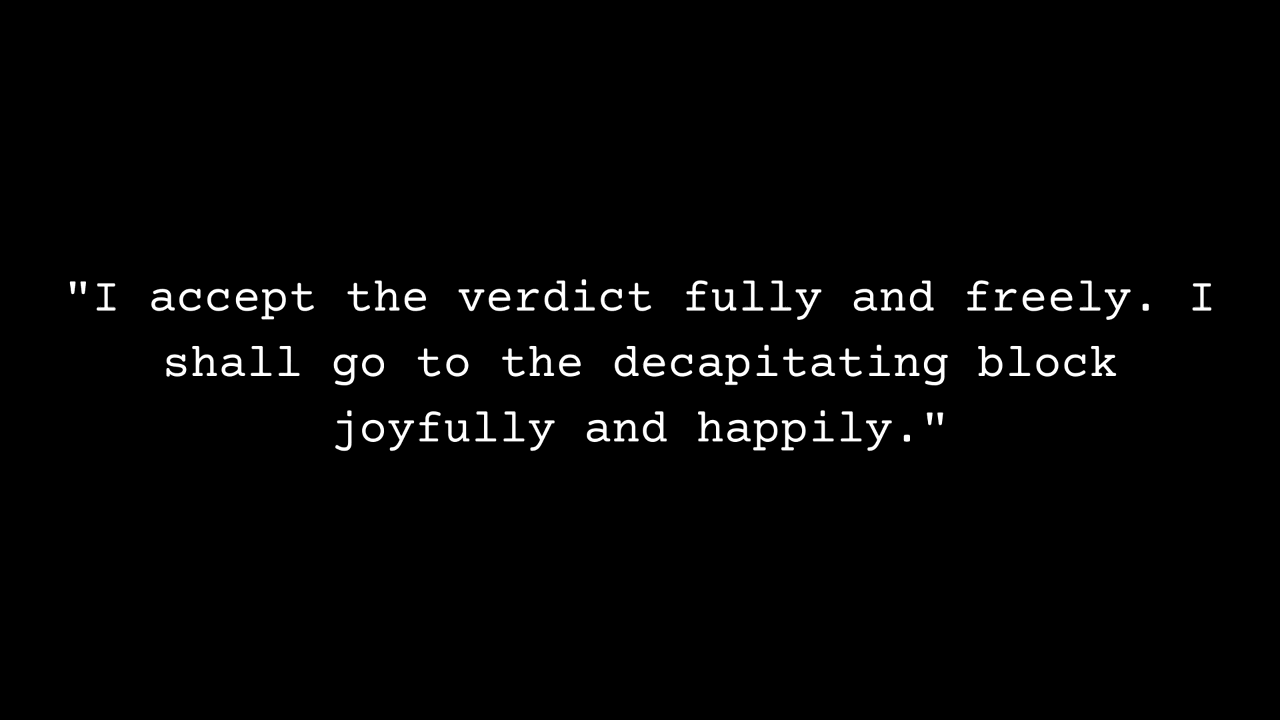 "I accept the verdict fully and freely. I
shall go to the decapitating block
joyfully and happily."